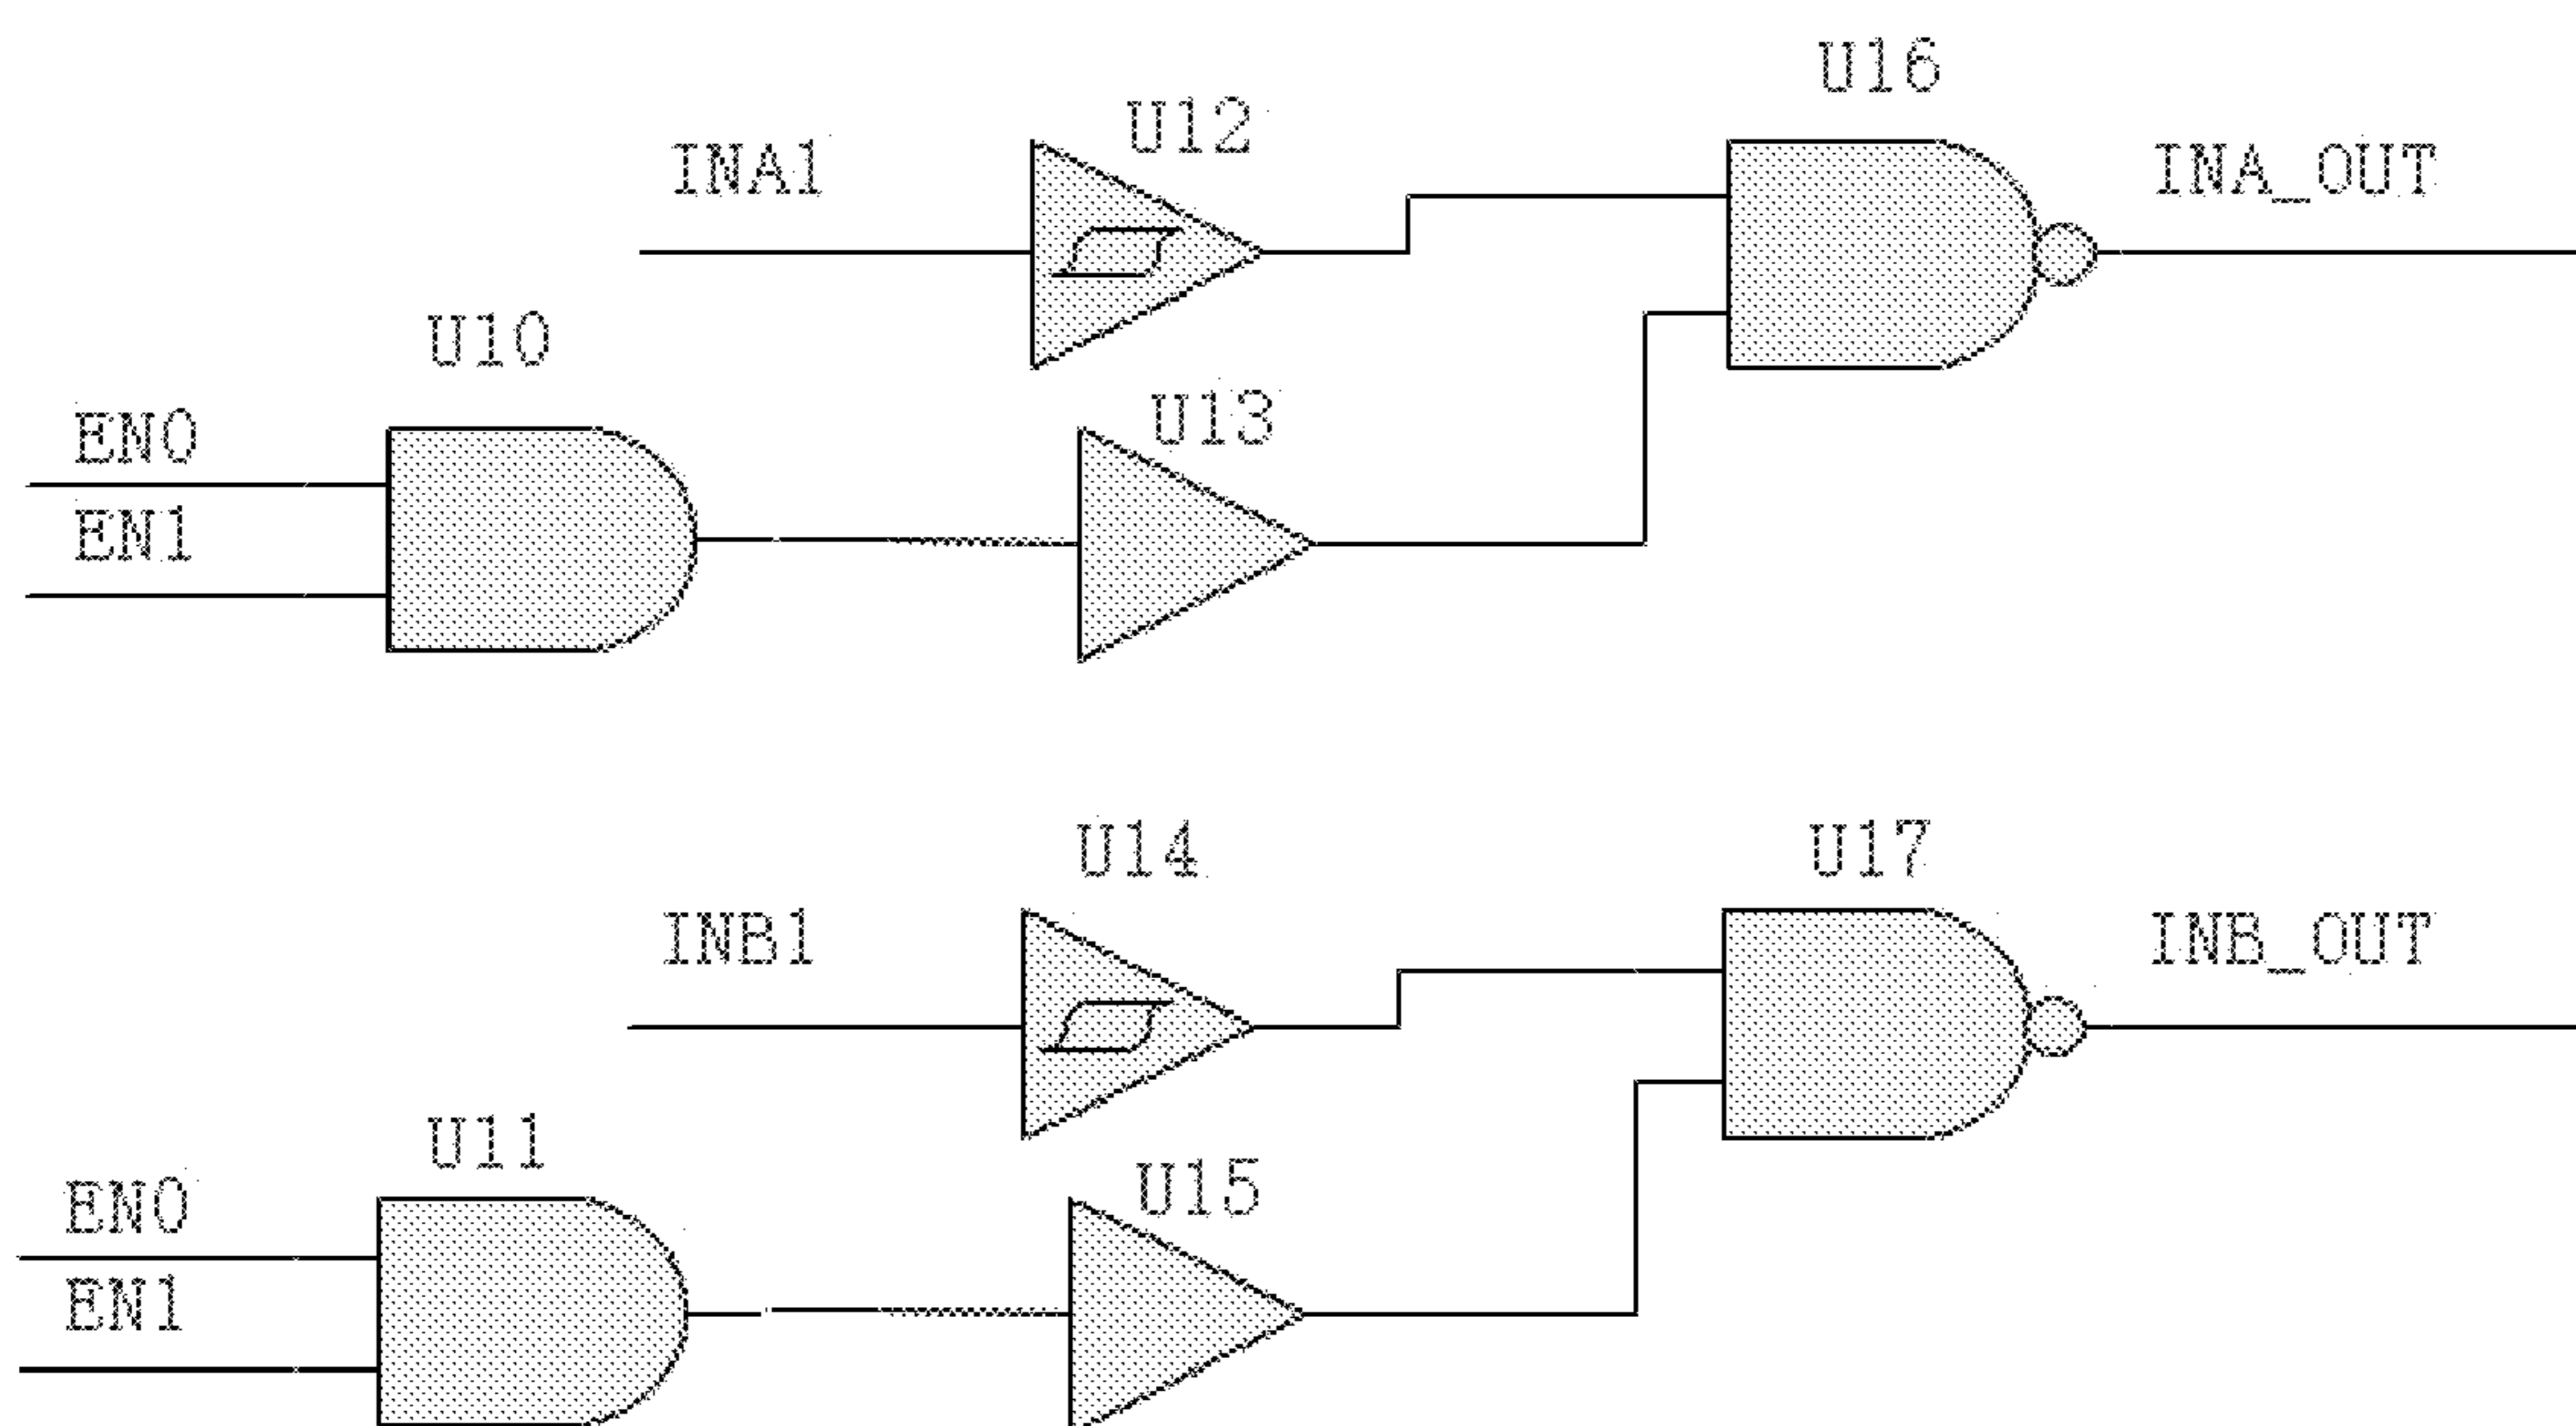 U16
U12
INA1
INA_OUT
U10
U13
EN0
EN1
U14
U17
INB1
INB_OUT
U11
U15
EN0
EN1